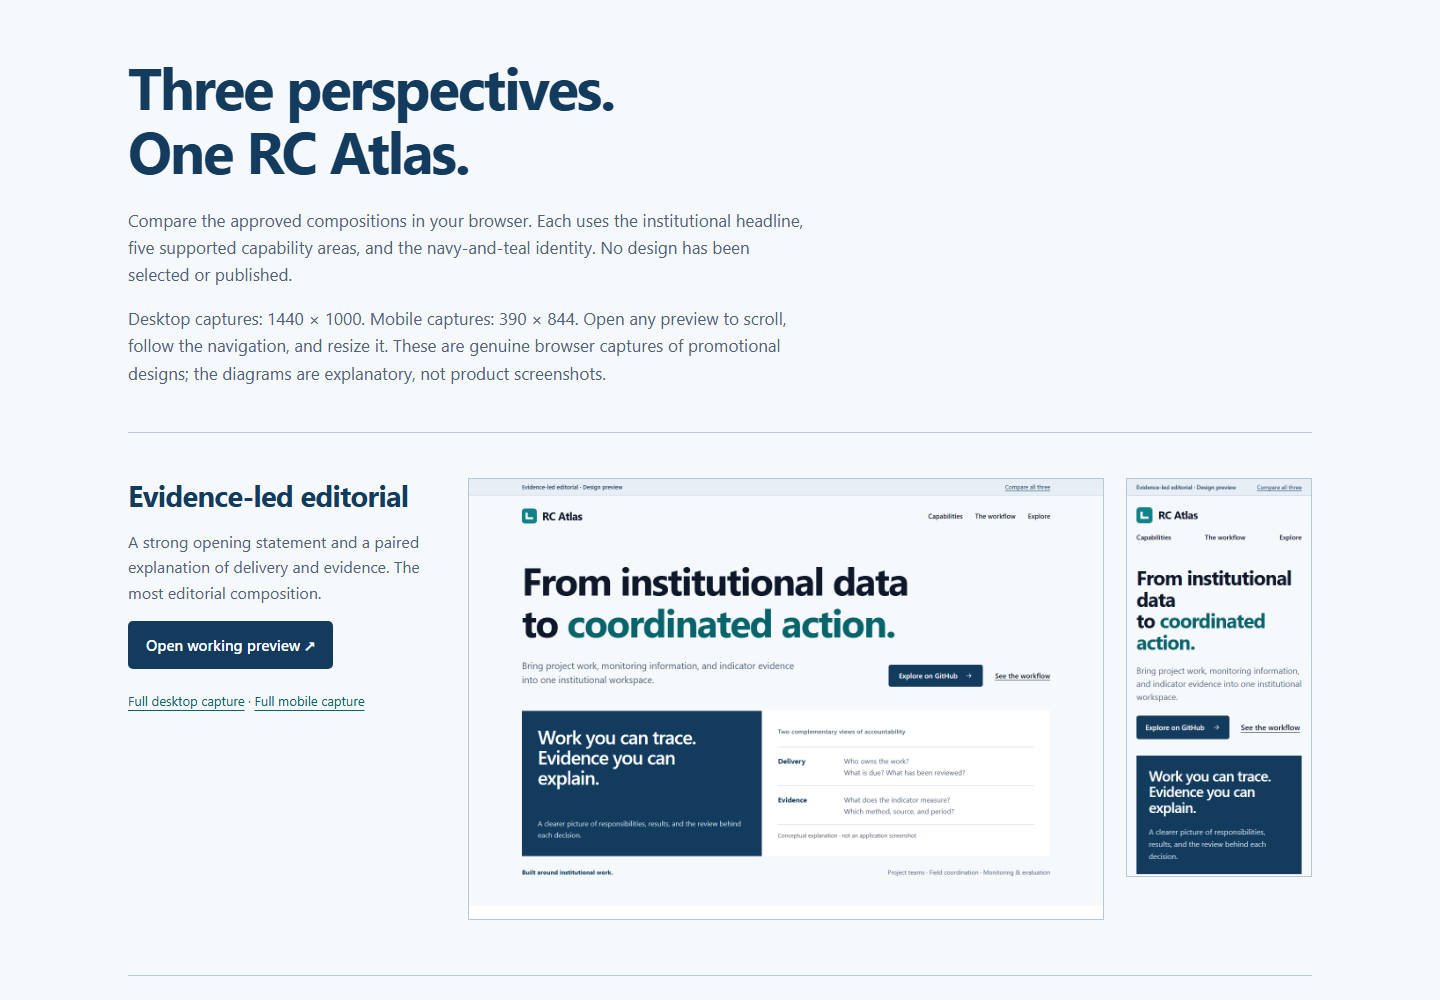 Three perspectives.
One RC Atlas.
Compare the approved compositions in your browser. Each uses the institutional headline,
five supported capability areas, and the navy-and-teal identity. No design has been
selected or published.
Desktop captures: 1440 × 1000. Mobile captures: 390 × 844. Open any preview to scroll,
follow the navigation, and resize it. These are genuine browser captures of promotional
designs; the diagrams are explanatory, not product screenshots.
Evidence-led editorial
A strong opening statement and a paired
explanation of delivery and evidence. The
most editorial composition.
Open working preview ↗
Full desktop capture · Full mobile capture
Evidence-led editorial · Design preview
Compare all three
RC Atlas
Capabilities The workflow Explore
From institutional data
to coordinated action.
Bring project work, monitoring information, and indicator evidence
into one institutional workspace.
Explore on GitHub →
See the workflow
Work you can trace.
Evidence you can
explain.
A clearer picture of responsibilities, results, and the review behind
each decision.
Two complementary views of accountability
Delivery
Who owns the work?
What is due? What has been reviewed?
Evidence
What does the indicator measure?
Which method, source, and period?
Conceptual explanation · not an application screenshot
Built around institutional work.
Project teams · Field coordination · Monitoring & evaluation
Evidence-led editorial · Design preview
Compare all three
RC Atlas
Capabilities The workflow Explore
From institutional
data
to coordinated
action.
Bring project work, monitoring information,
and indicator evidence into one institutional
workspace.
Explore on GitHub →
See the workflow
Work you can trace.
Evidence you can
explain.
A clearer picture of responsibilities,
results, and the review behind each
decision.